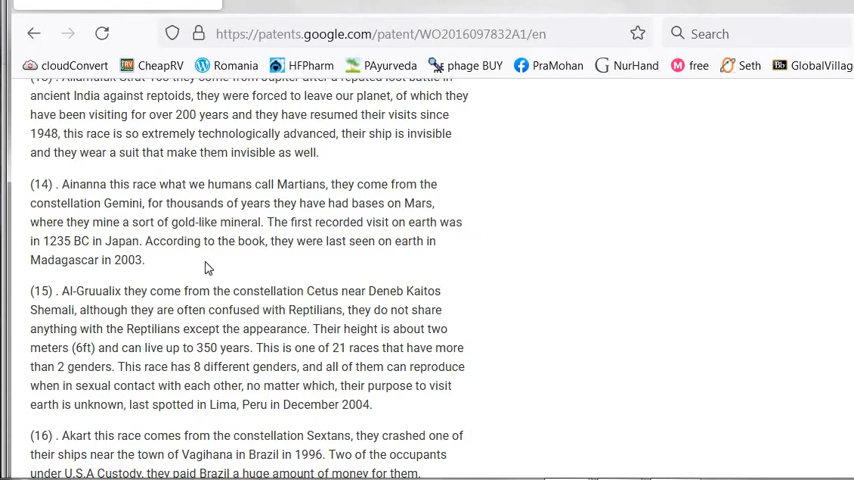 https://patents.google.com/patent/WO2016097832A1/en
Search
cloudConvert CheapRV Romania HFPharm PAyurveda phage BUY PraMohan NurHand free Seth GlobalVillag
ancient India against reptoids, they were forced to leave our planet, of which they
have been visiting for over 200 years and they have resumed their visits since
1948, this race is so extremely technologically advanced, their ship is invisible
and they wear a suit that make them invisible as well.
(14) . Ainanna this race what we humans call Martians, they come from the
constellation Gemini, for thousands of years they have had bases on Mars,
where they mine a sort of gold-like mineral. The first recorded visit on earth was
in 1235 BC in Japan. According to the book, they were last seen on earth in
Madagascar in 2003.
(15) . Al-Gruualix they come from the constellation Cetus near Deneb Kaitos
Shemali, although they are often confused with Reptilians, they do not share
anything with the Reptilians except the appearance. Their height is about two
meters (6ft) and can live up to 350 years. This is one of 21 races that have more
than 2 genders. This race has 8 different genders, and all of them can reproduce
when in sexual contact with each other, no matter which, their purpose to visit
earth is unknown, last spotted in Lima, Peru in December 2004.
(16) . Akart this race comes from the constellation Sextans, they crashed one of
their ships near the town of Vagihana in Brazil in 1996. Two of the occupants
under U.S.A Custody, they paid Brazil a huge amount of money for them.